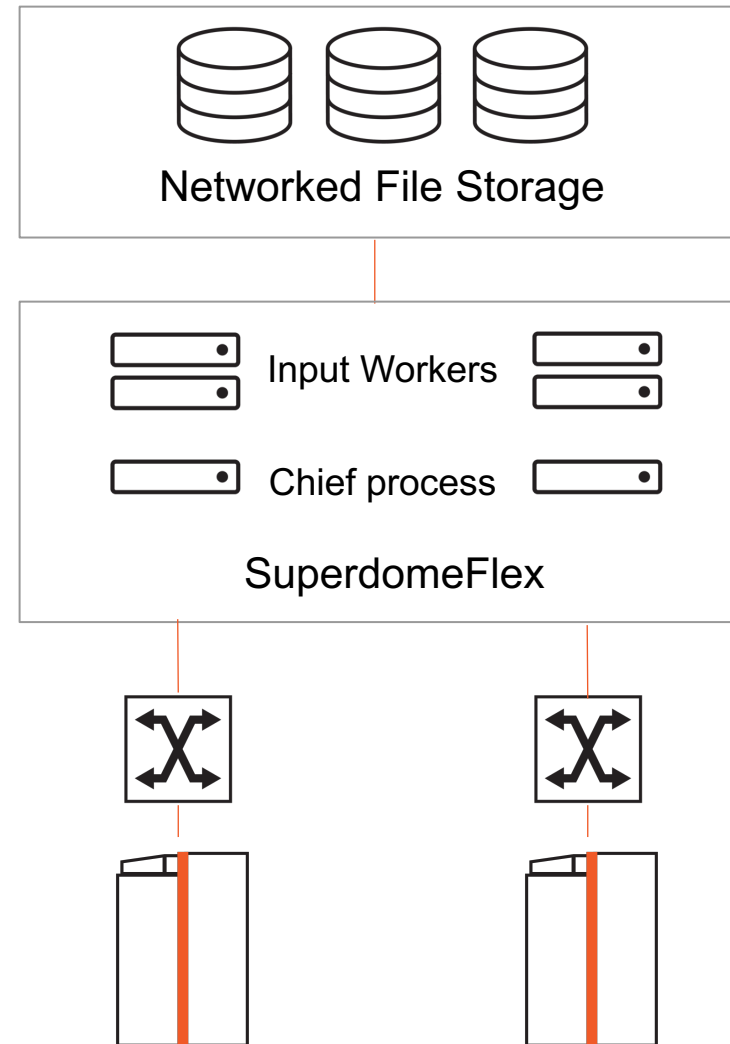 Networked File Storage
Input Workers
Chief process
SuperdomeFlex